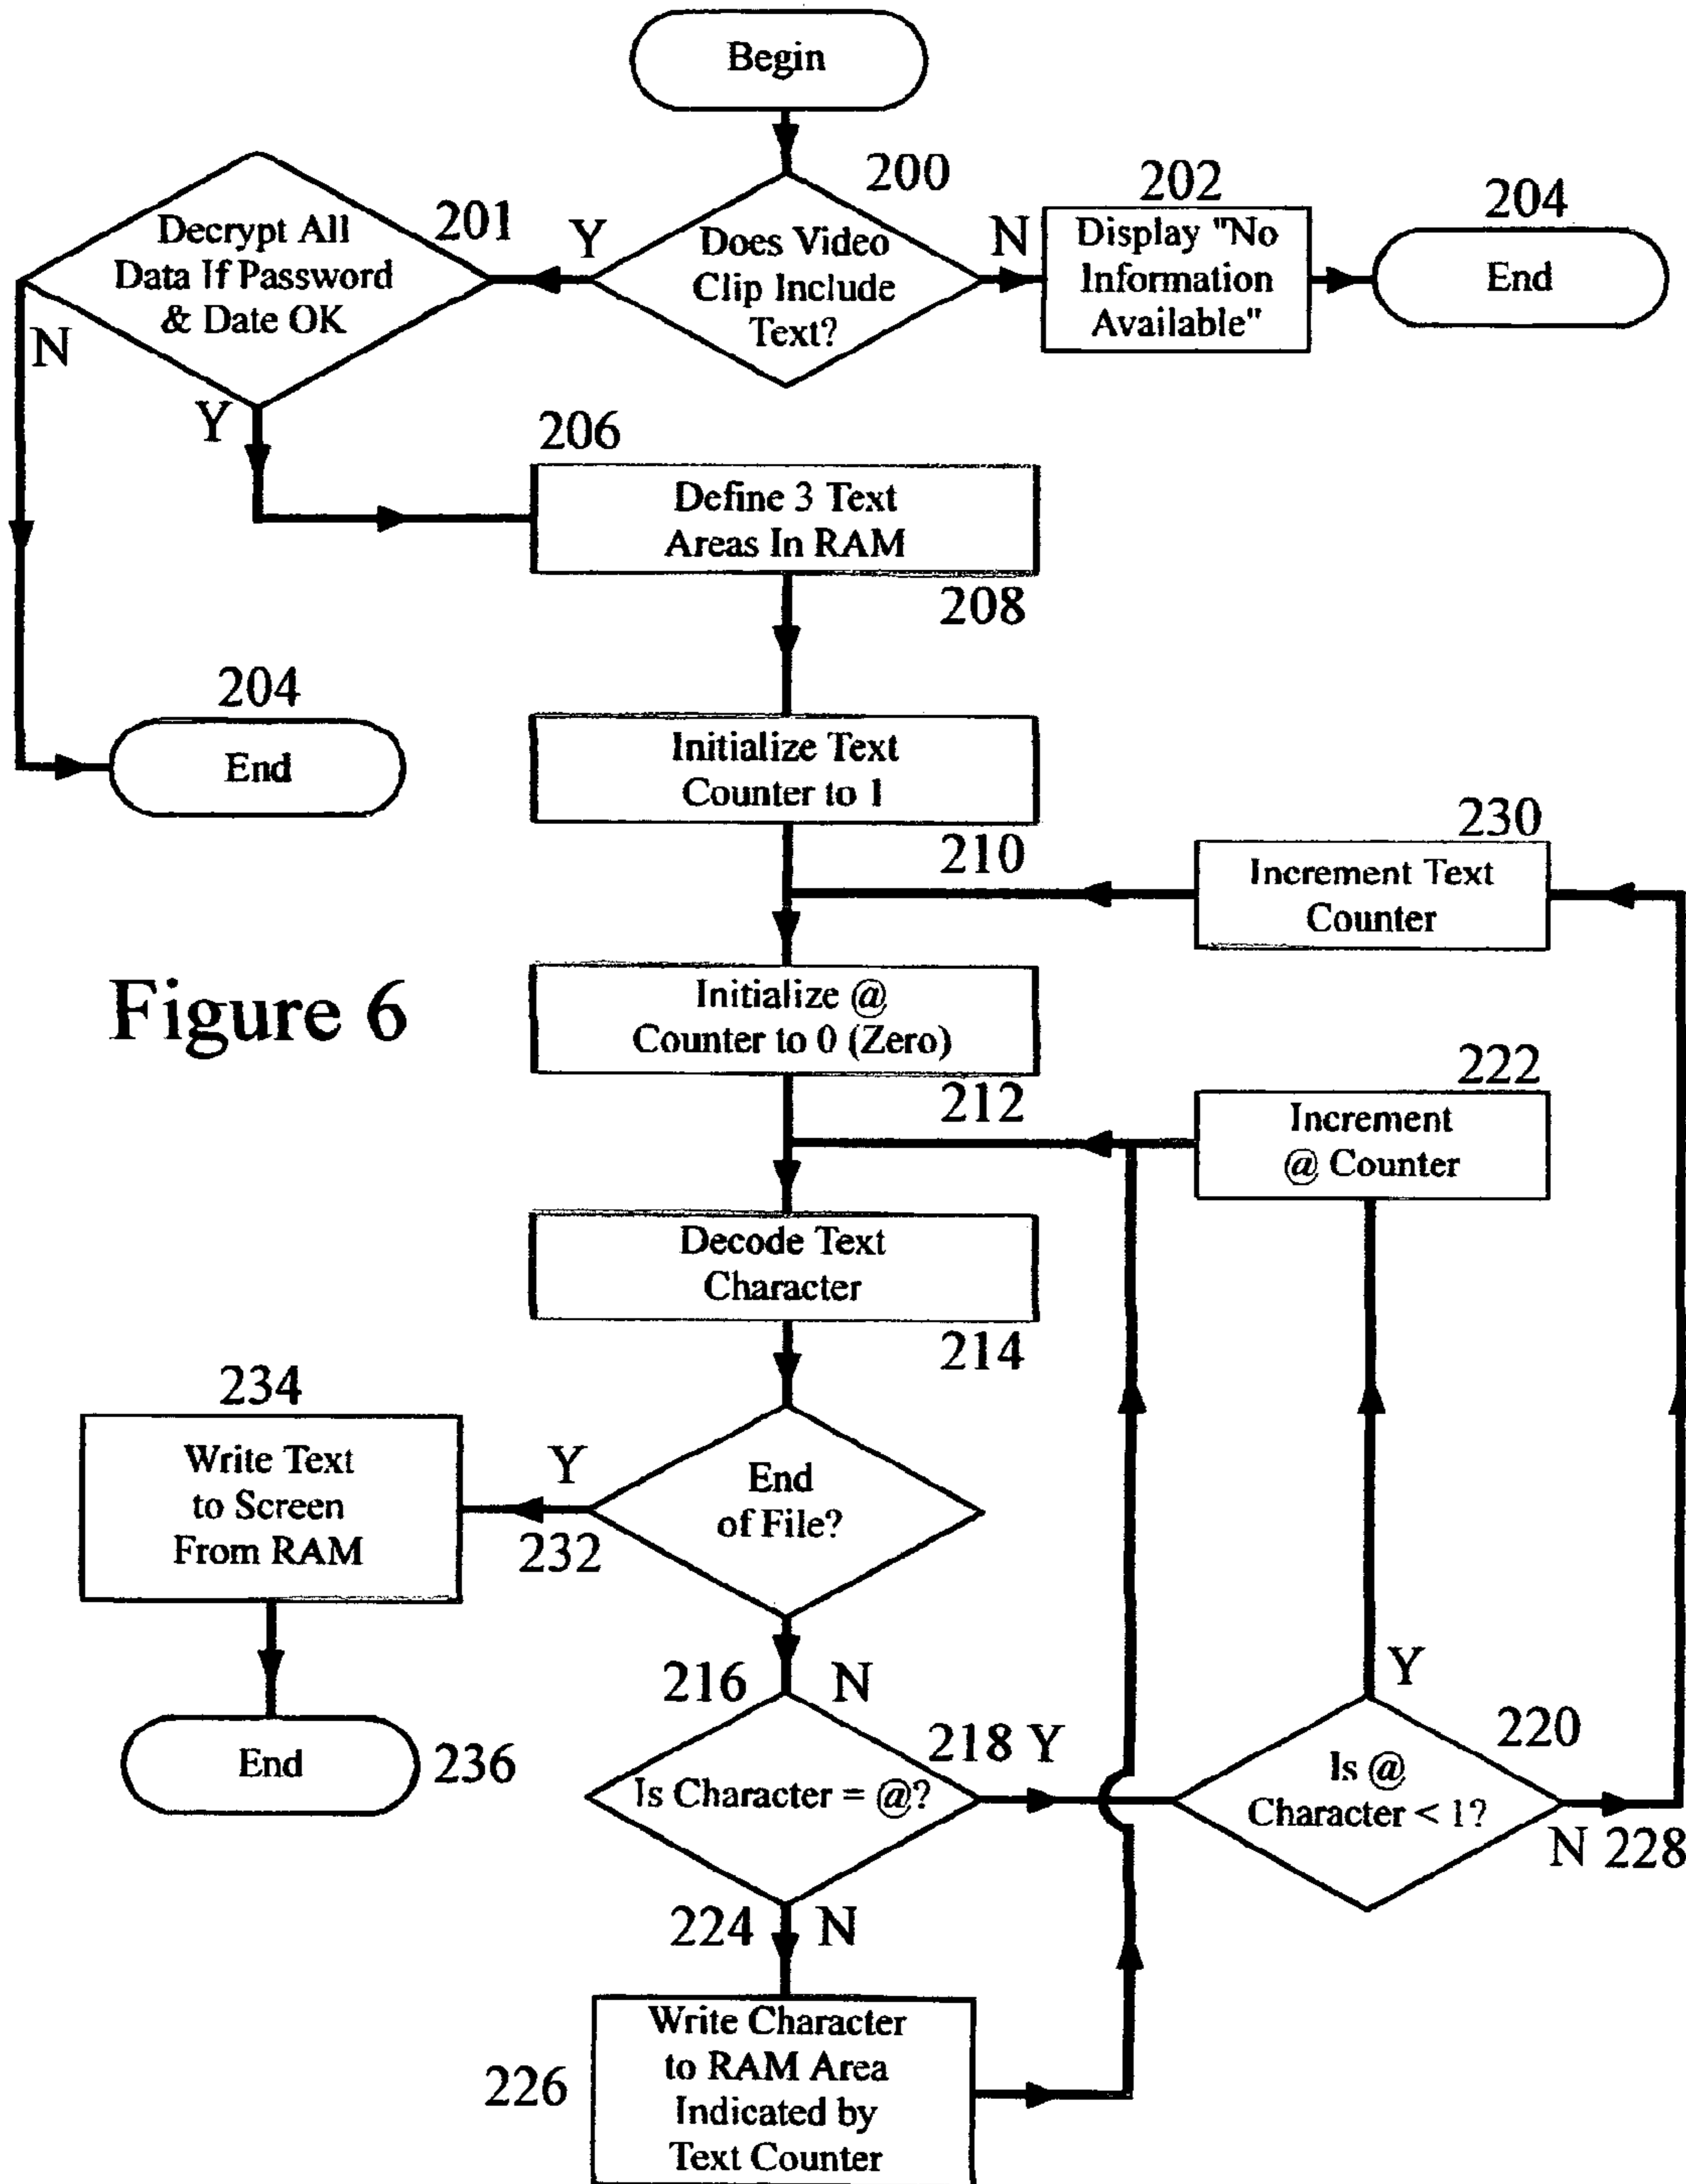 Begin
200
Does Video
Clip Include
Text?
Y
N
201
Decrypt All
Data If Password
& Date OK
N
Y
202
Display "No
Information
Available"
204
End
206
Define 3 Text
Areas In RAM
208
204
End
Initialize Text
Counter to 1
210
230
Increment Text
Counter
Figure 6
Initialize @
Counter to 0 (Zero)
212
222
Increment
@ Counter
Decode Text
Character
214
234
Write Text
to Screen
From RAM
Y
232
End
of File?
216
N
End
236
218 Y
Is Character = @?
Y
220
Is @
Character < 1?
N 228
224
N
226
Write Character
to RAM Area
Indicated by
Text Counter